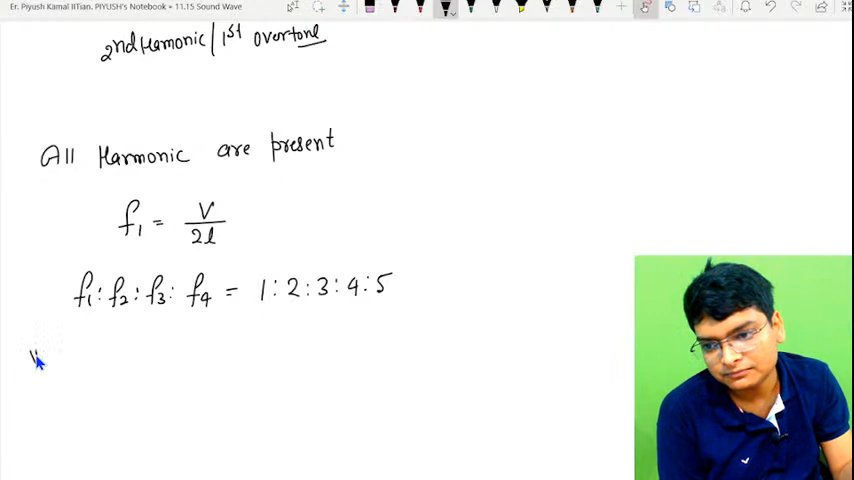 Er. Piyush Kamal IITian. PIYUSH's Notebook = 11.15 Sound Wave
2nd Harmonic / 1st overtone
All Harmonic are present
f₁ = V/2l
f₁ : f₂ : f₃ : f₄ = 1 : 2 : 3 : 4 : 5